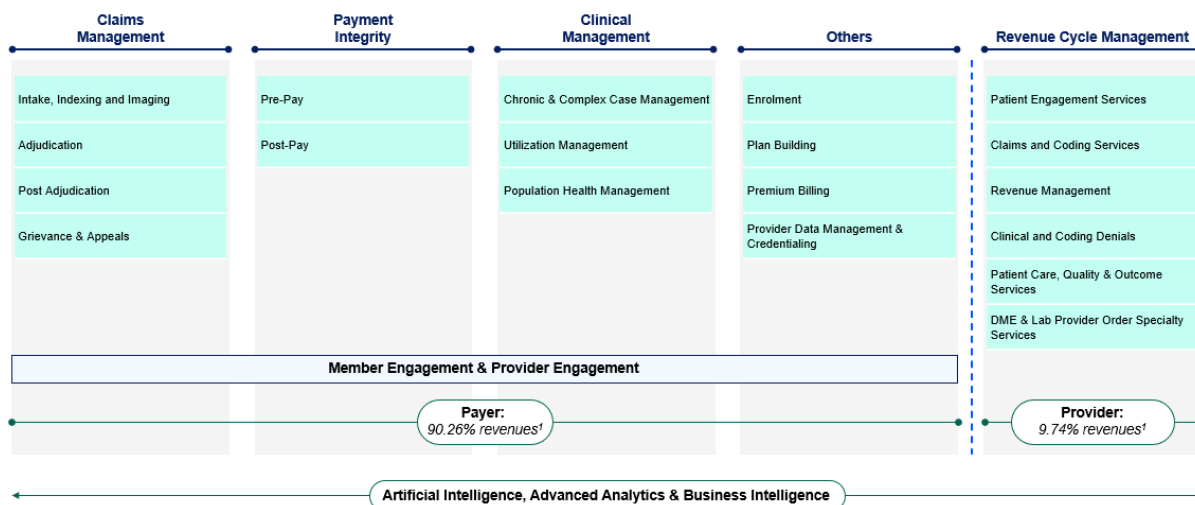 Claims
Management
Payment
Integrity
Clinical
Management
Others
Revenue Cycle Management
Intake, Indexing and Imaging
Adjudication
Post Adjudication
Grievance & Appeals
Pre-Pay
Post-Pay
Chronic & Complex Case Management
Utilization Management
Population Health Management
Enrolment
Plan Building
Premium Billing
Provider Data Management &
Credentialing
Patient Engagement Services
Claims and Coding Services
Revenue Management
Clinical and Coding Denials
Patient Care, Quality & Outcome
Services
DME & Lab Provider Order Specialty
Services
Member Engagement & Provider Engagement
Payer:
90.26% revenues¹
Provider:
9.74% revenues¹
Artificial Intelligence, Advanced Analytics & Business Intelligence